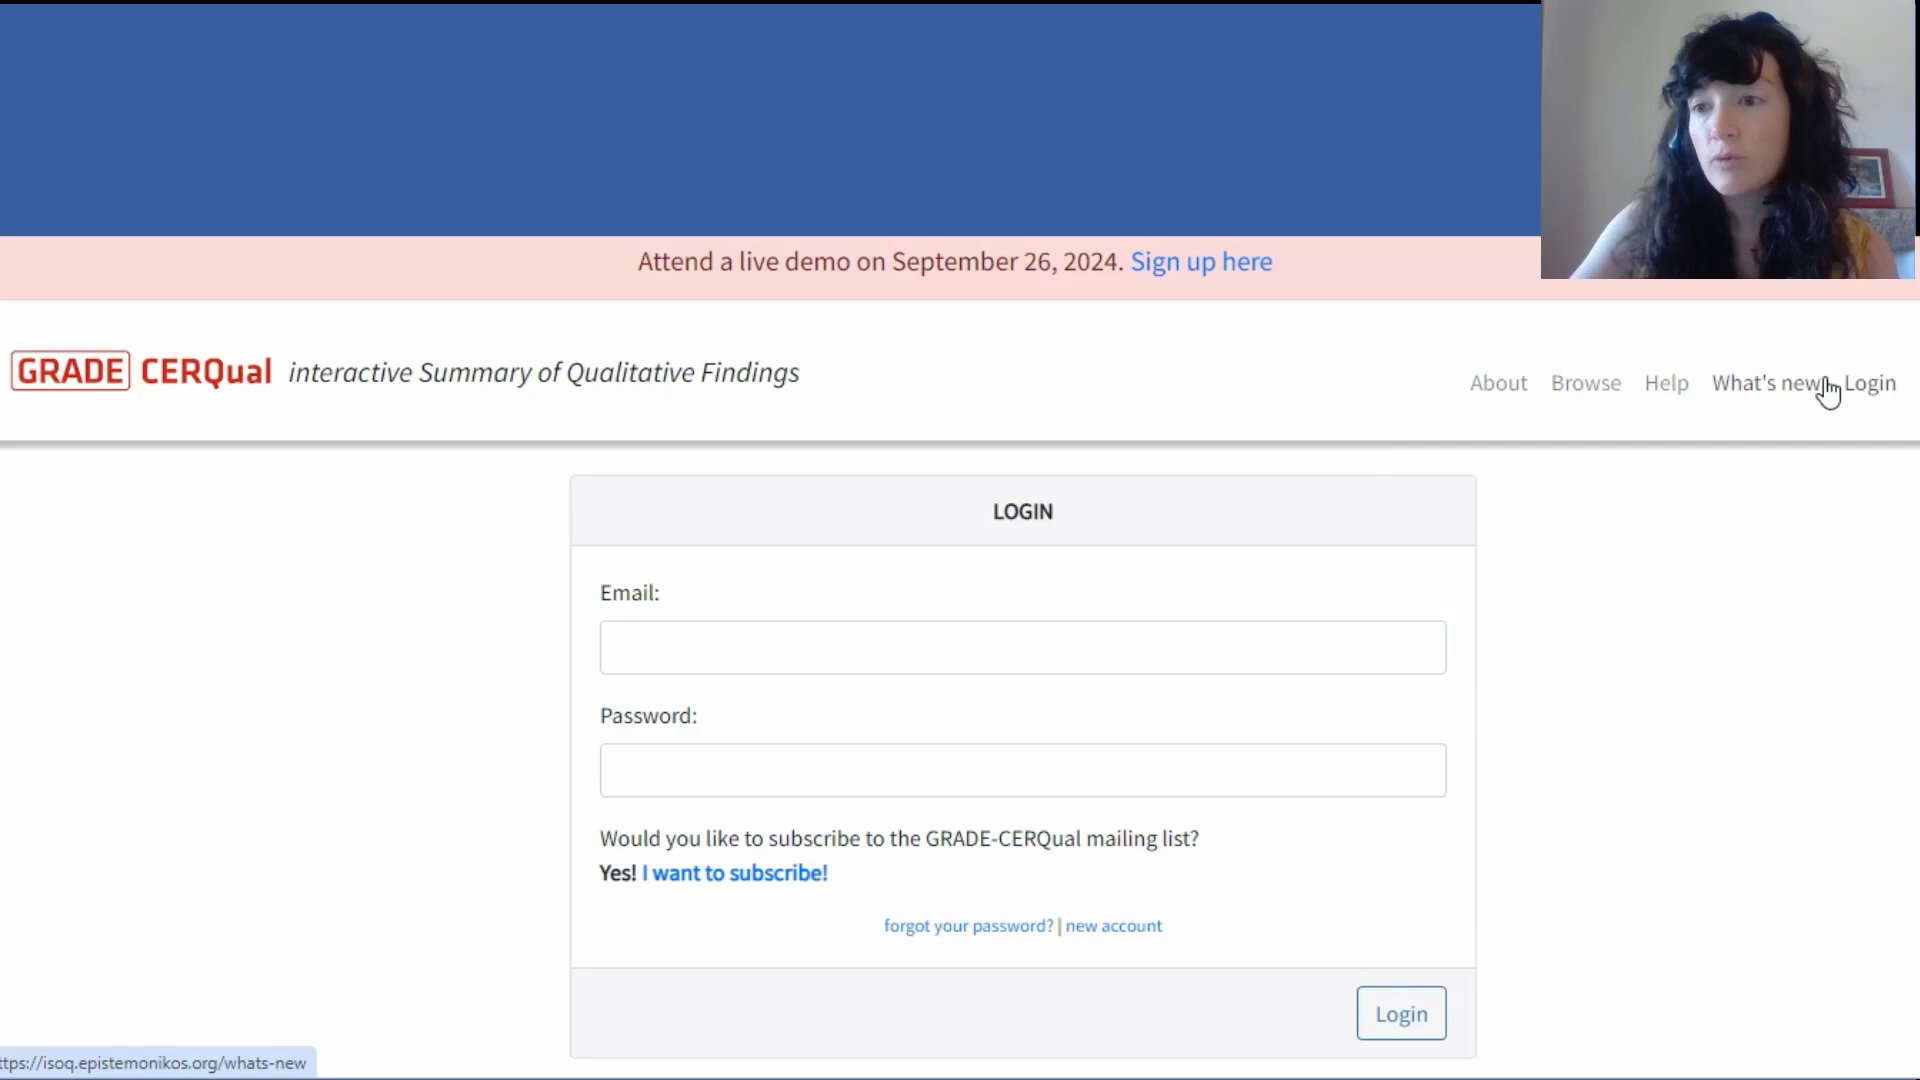 Attend a live demo on September 26, 2024. Sign up here
GRADE CERQual interactive Summary of Qualitative Findings
About Browse Help What's new Login
LOGIN
Email:
Password:
Would you like to subscribe to the GRADE-CERQual mailing list?
Yes! I want to subscribe!
forgot your password? | new account
Login
ttps://isoq.epistemonikos.org/whats-new